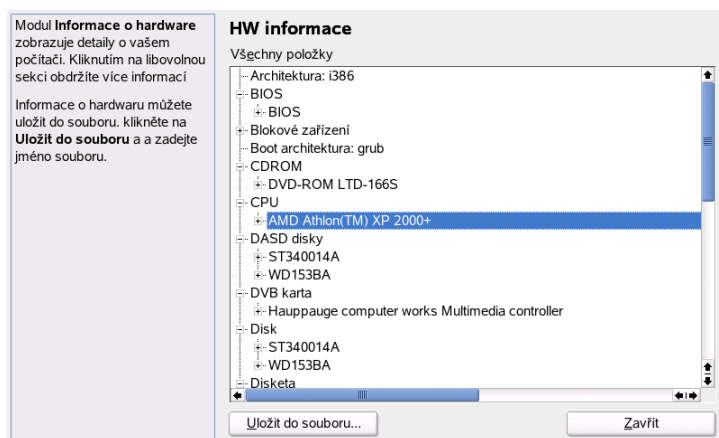 Modul Informace o hardware
zobrazuje detaily o vašem
počítači. Kliknutím na libovolnou
sekci obdržíte více informací
Informace o hardwaru můžete
uložit do souboru. klikněte na
Uložit do souboru a a zadejte
jméno souboru.
HW informace
Všechny položky
Architektura: i386
BIOS
BIOS
Blokové zařízení
Boot architektura: grub
CDROM
DVD-ROM LTD-166S
CPU
AMD Athlon(TM) XP 2000+
DASD disky
ST340014A
WD153BA
DVB karta
Hauppauge computer works Multimedia controller
Disk
ST340014A
WD153BA
Disketa
Uložit do souboru...
Zavřít